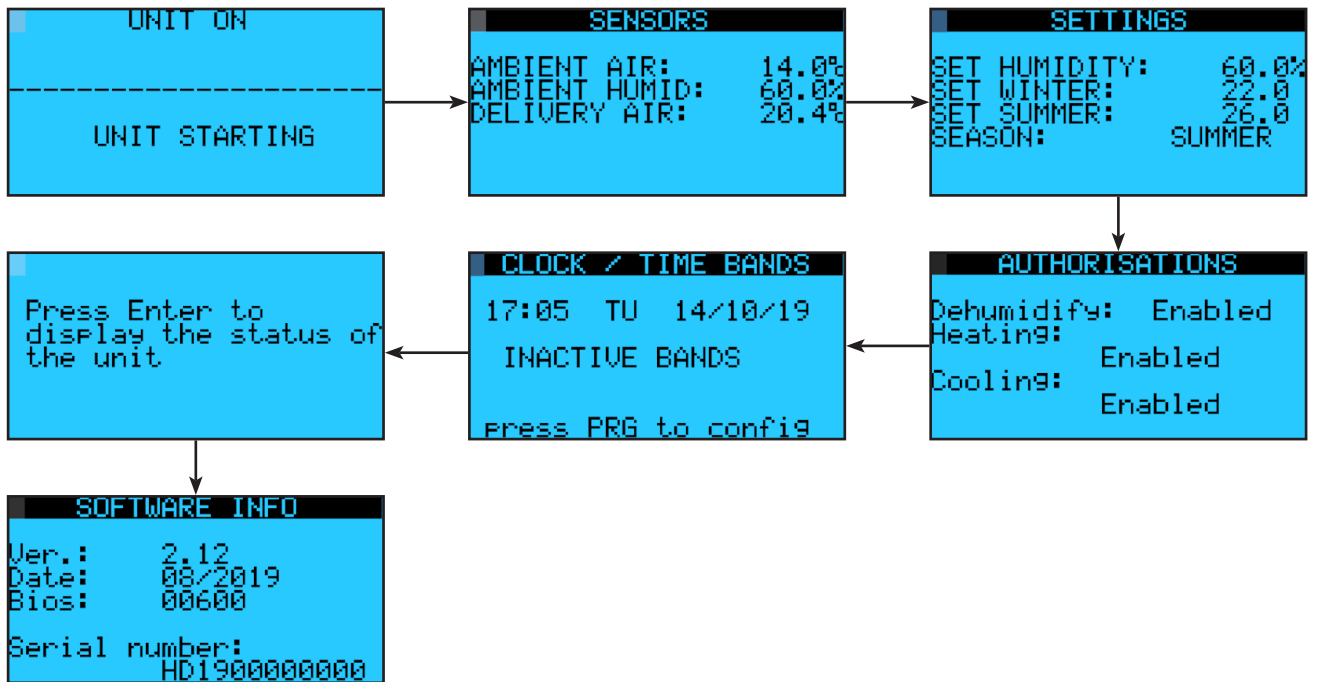 UNIT ON
------------------------
UNIT STARTING
SENSORS
AMBIENT AIR: 14.0%
AMBIENT HUMID: 60.0%
DELIVERY AIR: 20.4%
SETTINGS
SET HUMIDITY: 60.0%
SET WINTER: 22.0
SET SUMMER: 26.0
SEASON: SUMMER
AUTHORISATIONS
Dehumidify: Enabled
Heating:
Enabled
Cooling:
Enabled
CLOCK / TIME BANDS
17:05 TU 14/10/19
INACTIVE BANDS
press PRG to config
Press Enter to
display the status of
the unit
SOFTWARE INFO
Ver.: 2.12
Date: 08/2019
Bios: 00600
Serial number:
HD1900000000